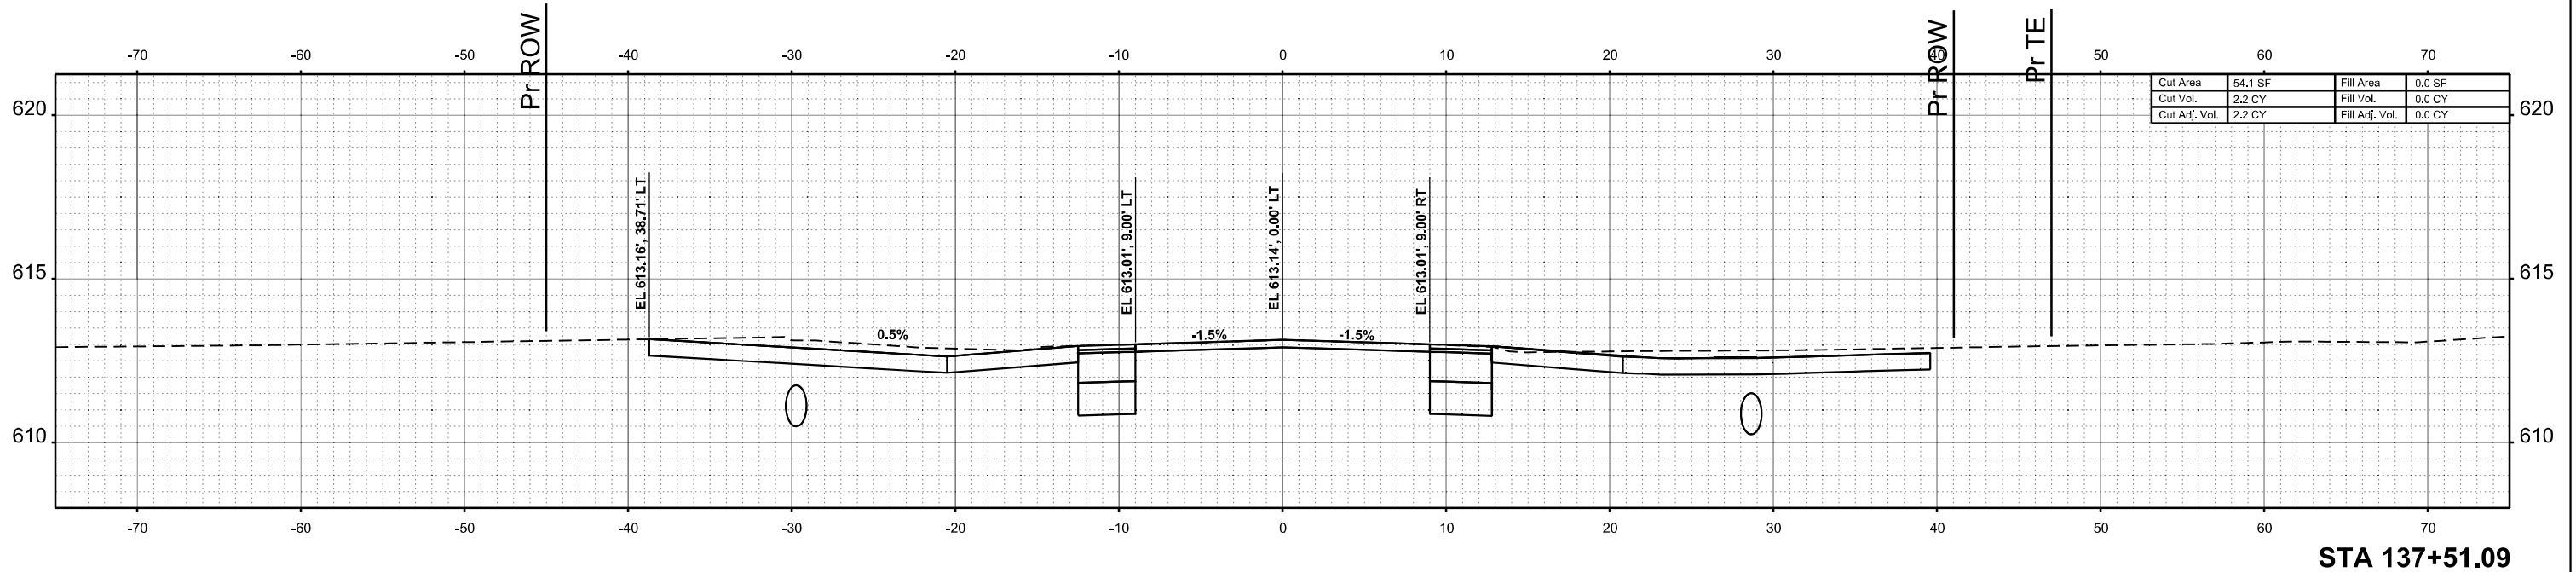 Pr ROW
Pr ROW
Pr TE
-70 -60 -50 -40 -30 -20 -10 0 10 20 30 40 50 60 70
Cut Area 54.1 SF Fill Area 0.0 SF
Cut Vol. 2.2 CY Fill Vol. 0.0 CY
Cut Adj. Vol. 2.2 CY Fill Adj. Vol. 0.0 CY
620 620
EL 613.16', 38.71' LT
EL 613.01', 9.00' LT
EL 613.14', 0.00' LT
EL 613.01', 9.00' RT
615 615
0.5% -1.5% -1.5%
610 610
-70 -60 -50 -40 -30 -20 -10 0 10 20 30 40 50 60 70
STA 137+51.09